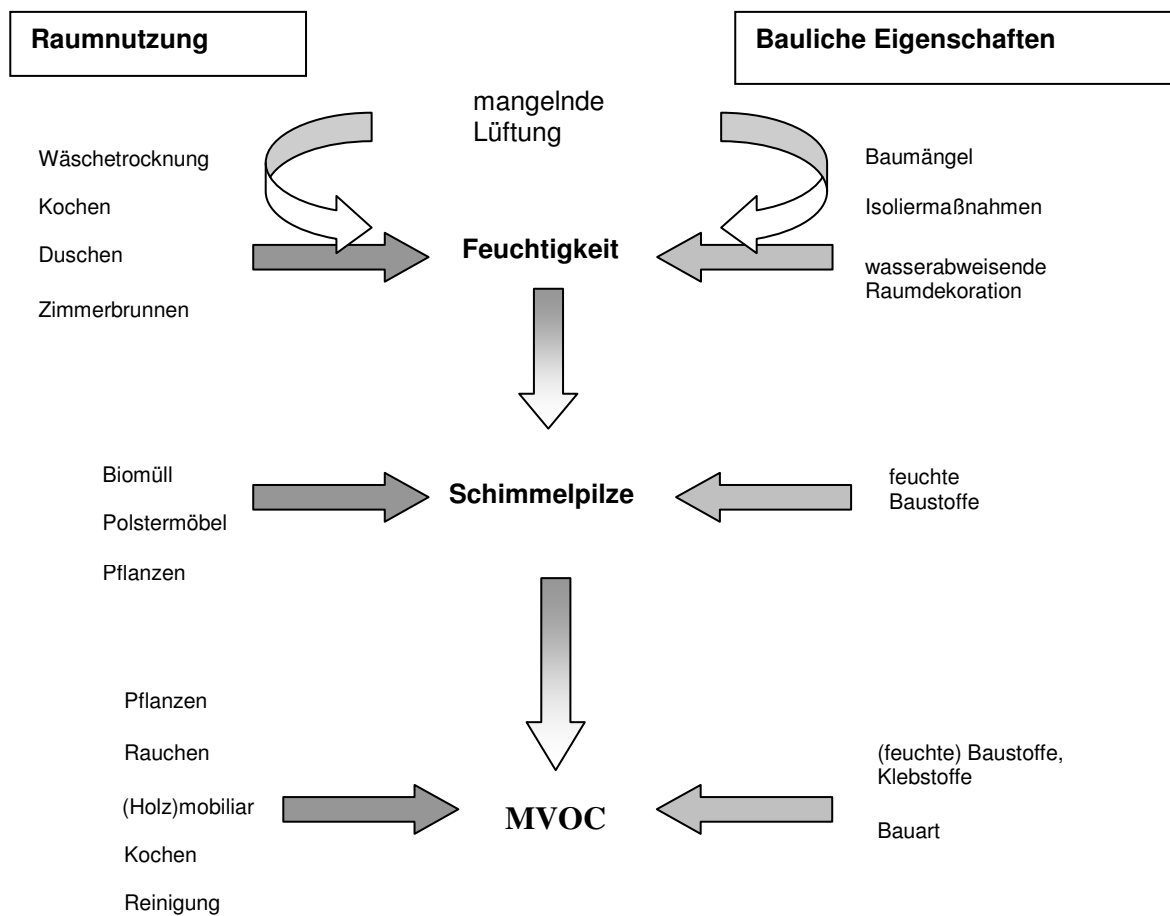 Raumnutzung
Bauliche Eigenschaften
mangelnde
Lüftung
Wäschetrocknung
Kochen
Duschen
Zimmerbrunnen
Feuchtigkeit
Baumängel
Isoliermaßnahmen
wasserabweisende
Raumdekoration
Biomüll
Polstermöbel
Pflanzen
Schimmelpilze
feuchte
Baustoffe
Pflanzen
Rauchen
(Holz)mobiliar
Kochen
Reinigung
MVOC
(feuchte) Baustoffe,
Klebstoffe
Bauart